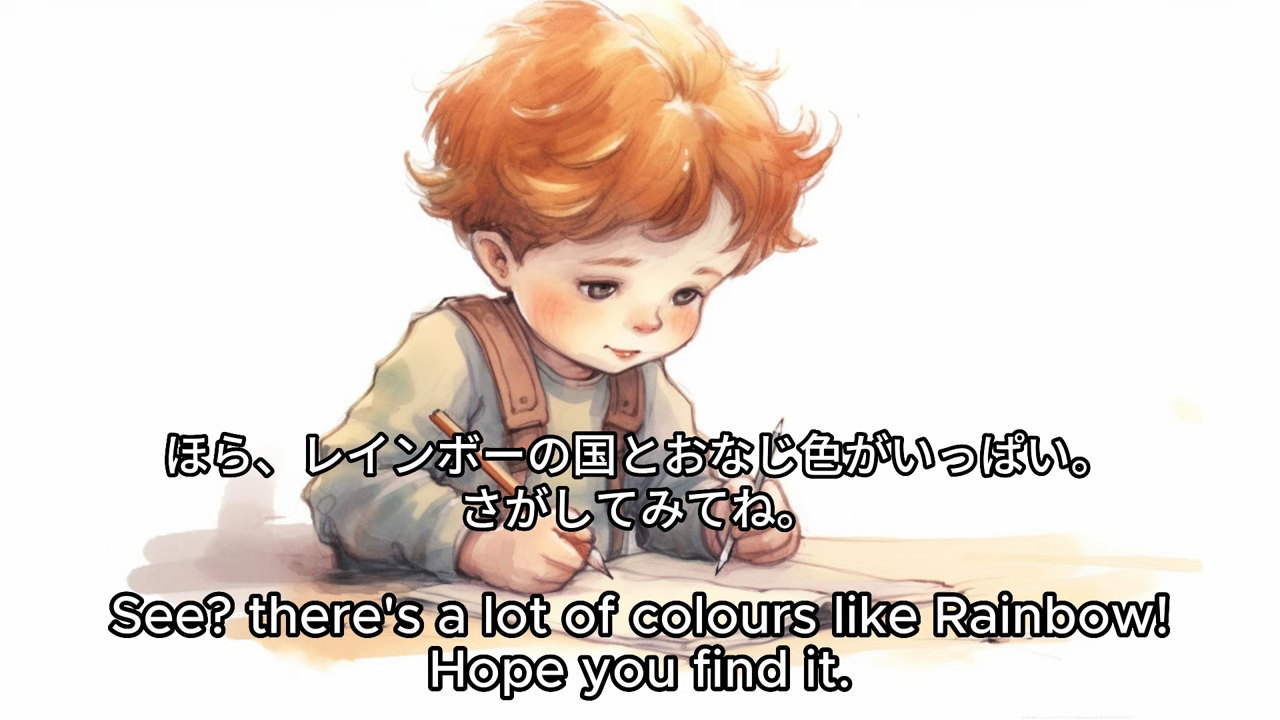 ほら、レインボーの国とおなじ色がいっぱい。
さがしてみてね。
See? there's a lot of colours like Rainbow!
Hope you find it.